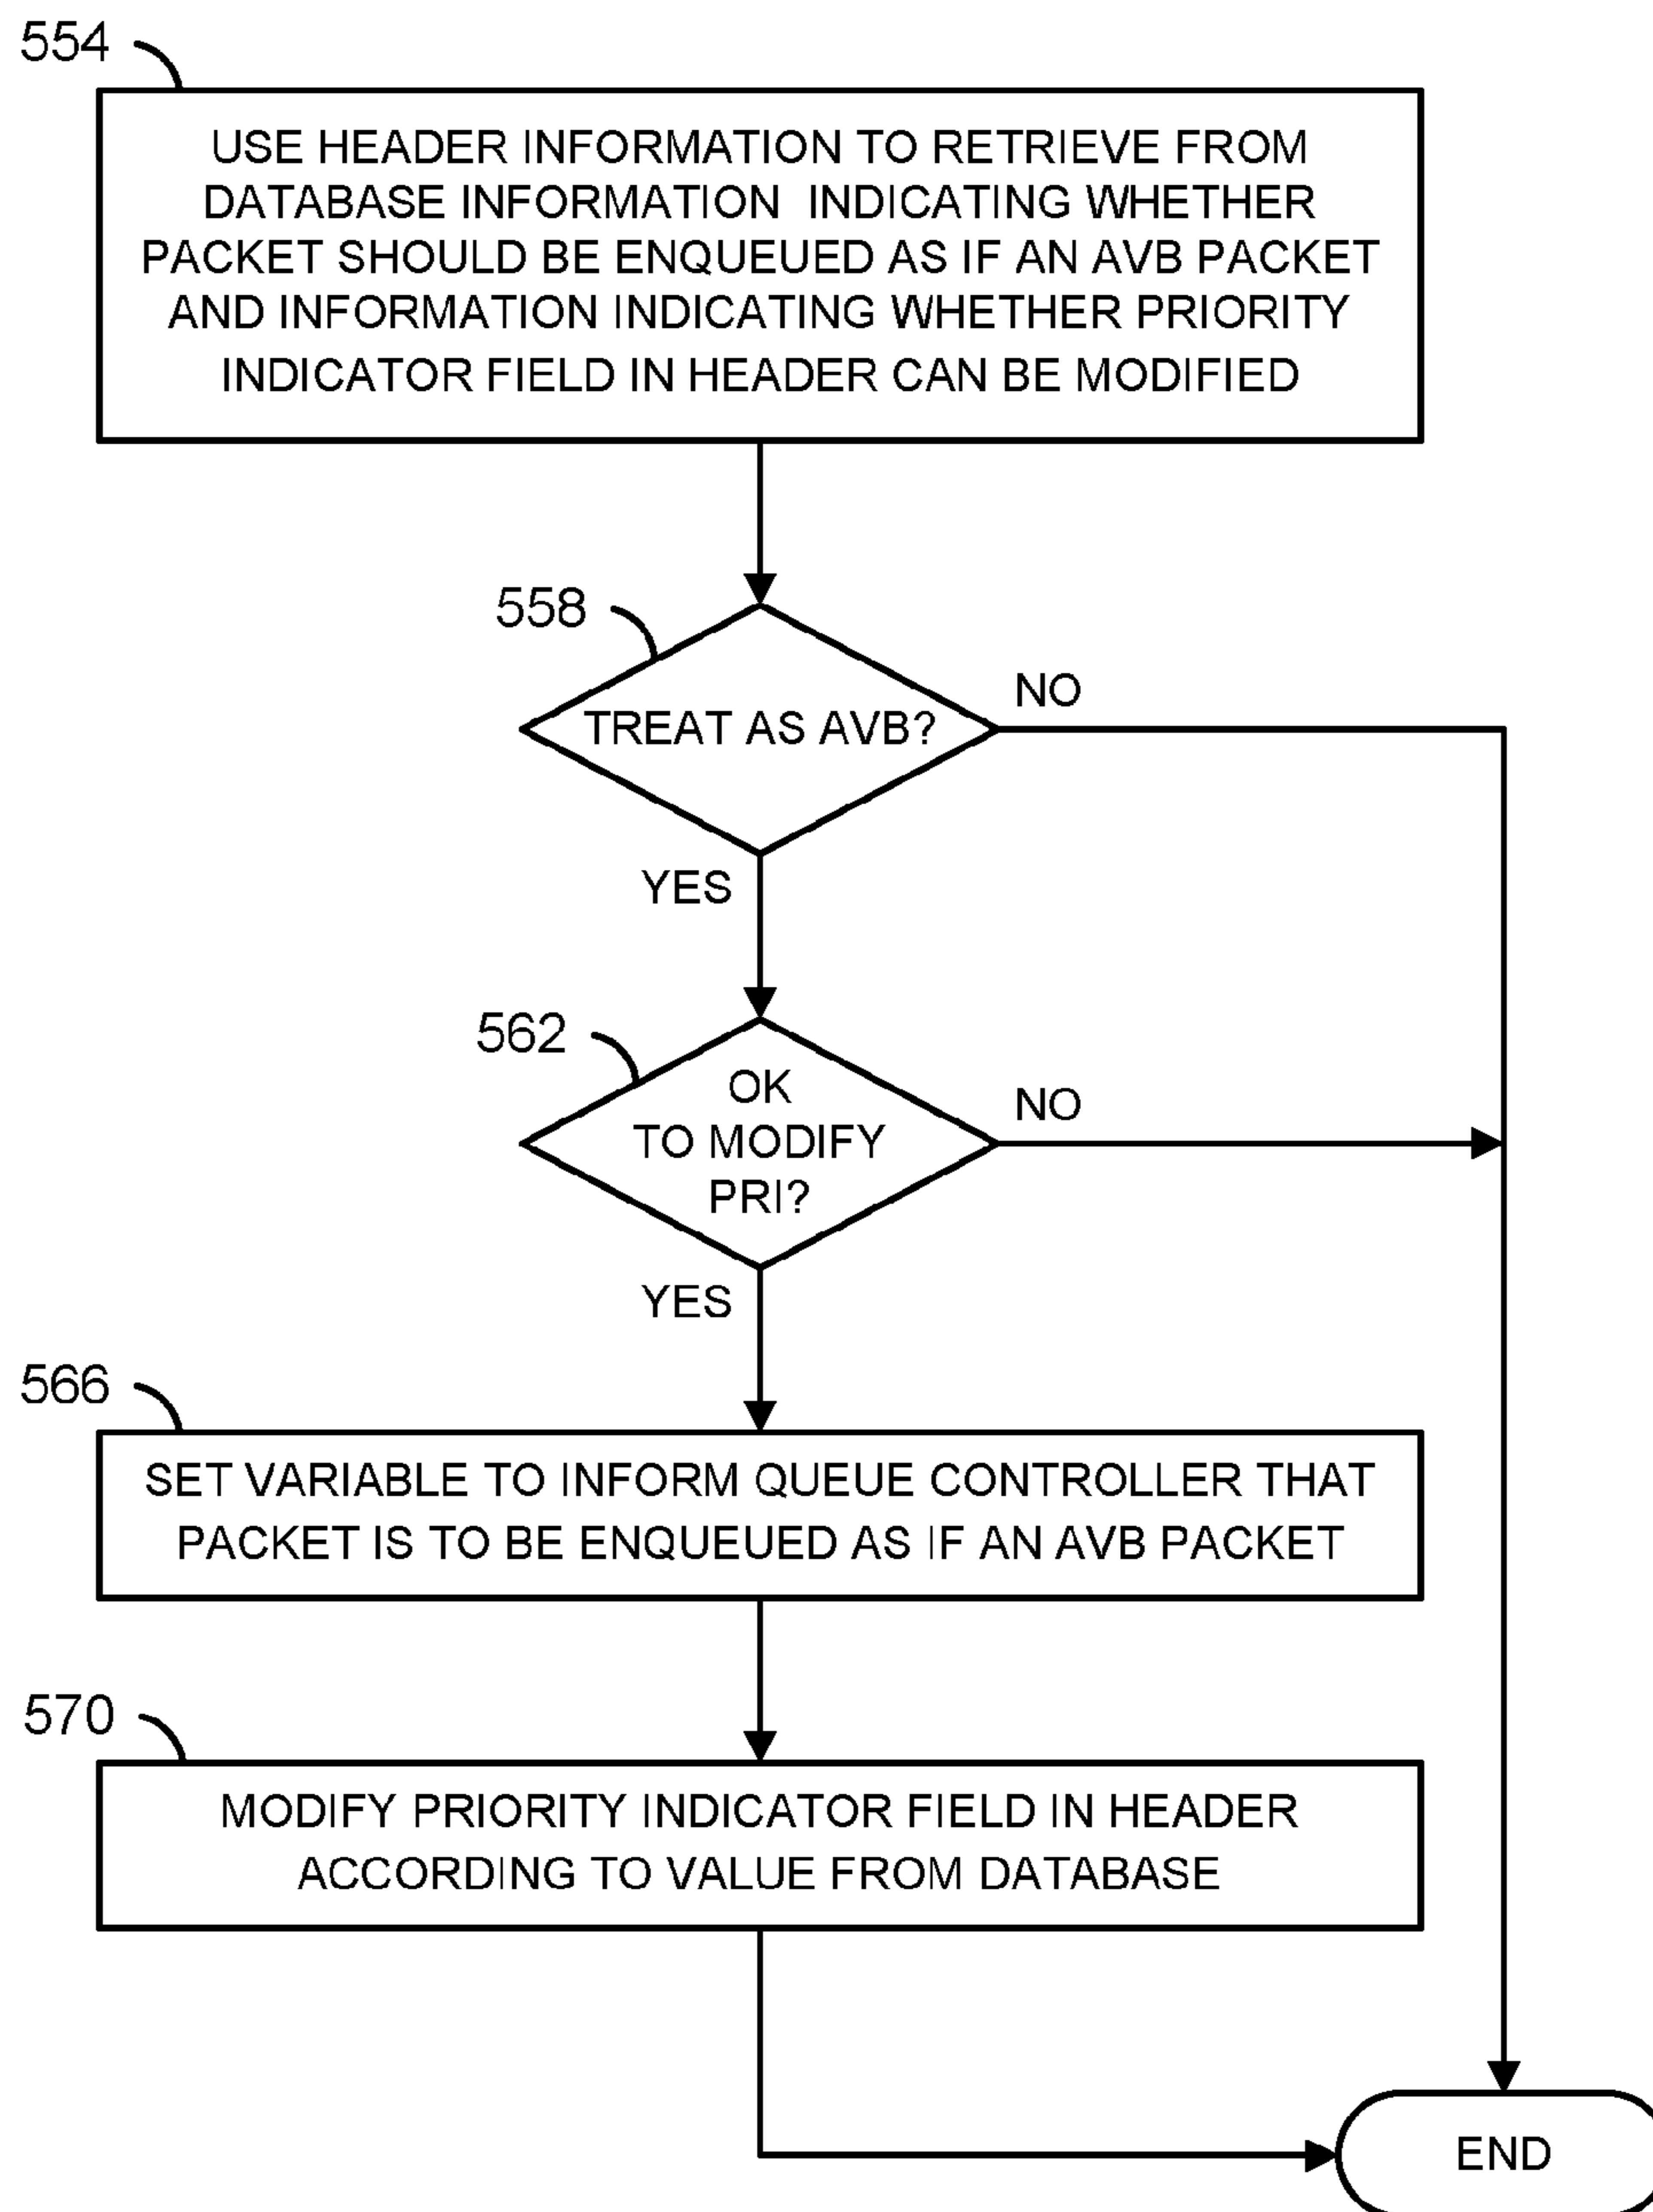 554
USE HEADER INFORMATION TO RETRIEVE FROM
DATABASE INFORMATION INDICATING WHETHER
PACKET SHOULD BE ENQUEUED AS IF AN AVB PACKET
AND INFORMATION INDICATING WHETHER PRIORITY
INDICATOR FIELD IN HEADER CAN BE MODIFIED
558
TREAT AS AVB?
NO
YES
562
OK
TO MODIFY
PRI?
NO
YES
566
SET VARIABLE TO INFORM QUEUE CONTROLLER THAT
PACKET IS TO BE ENQUEUED AS IF AN AVB PACKET
570
MODIFY PRIORITY INDICATOR FIELD IN HEADER
ACCORDING TO VALUE FROM DATABASE
END